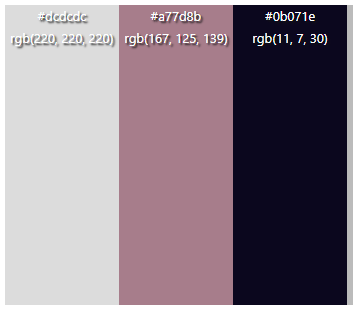 #dcdcdc
rgb(220, 220, 220)
#a77d8b
rgb(167, 125, 139)
#0b071e
rgb(11, 7, 30)